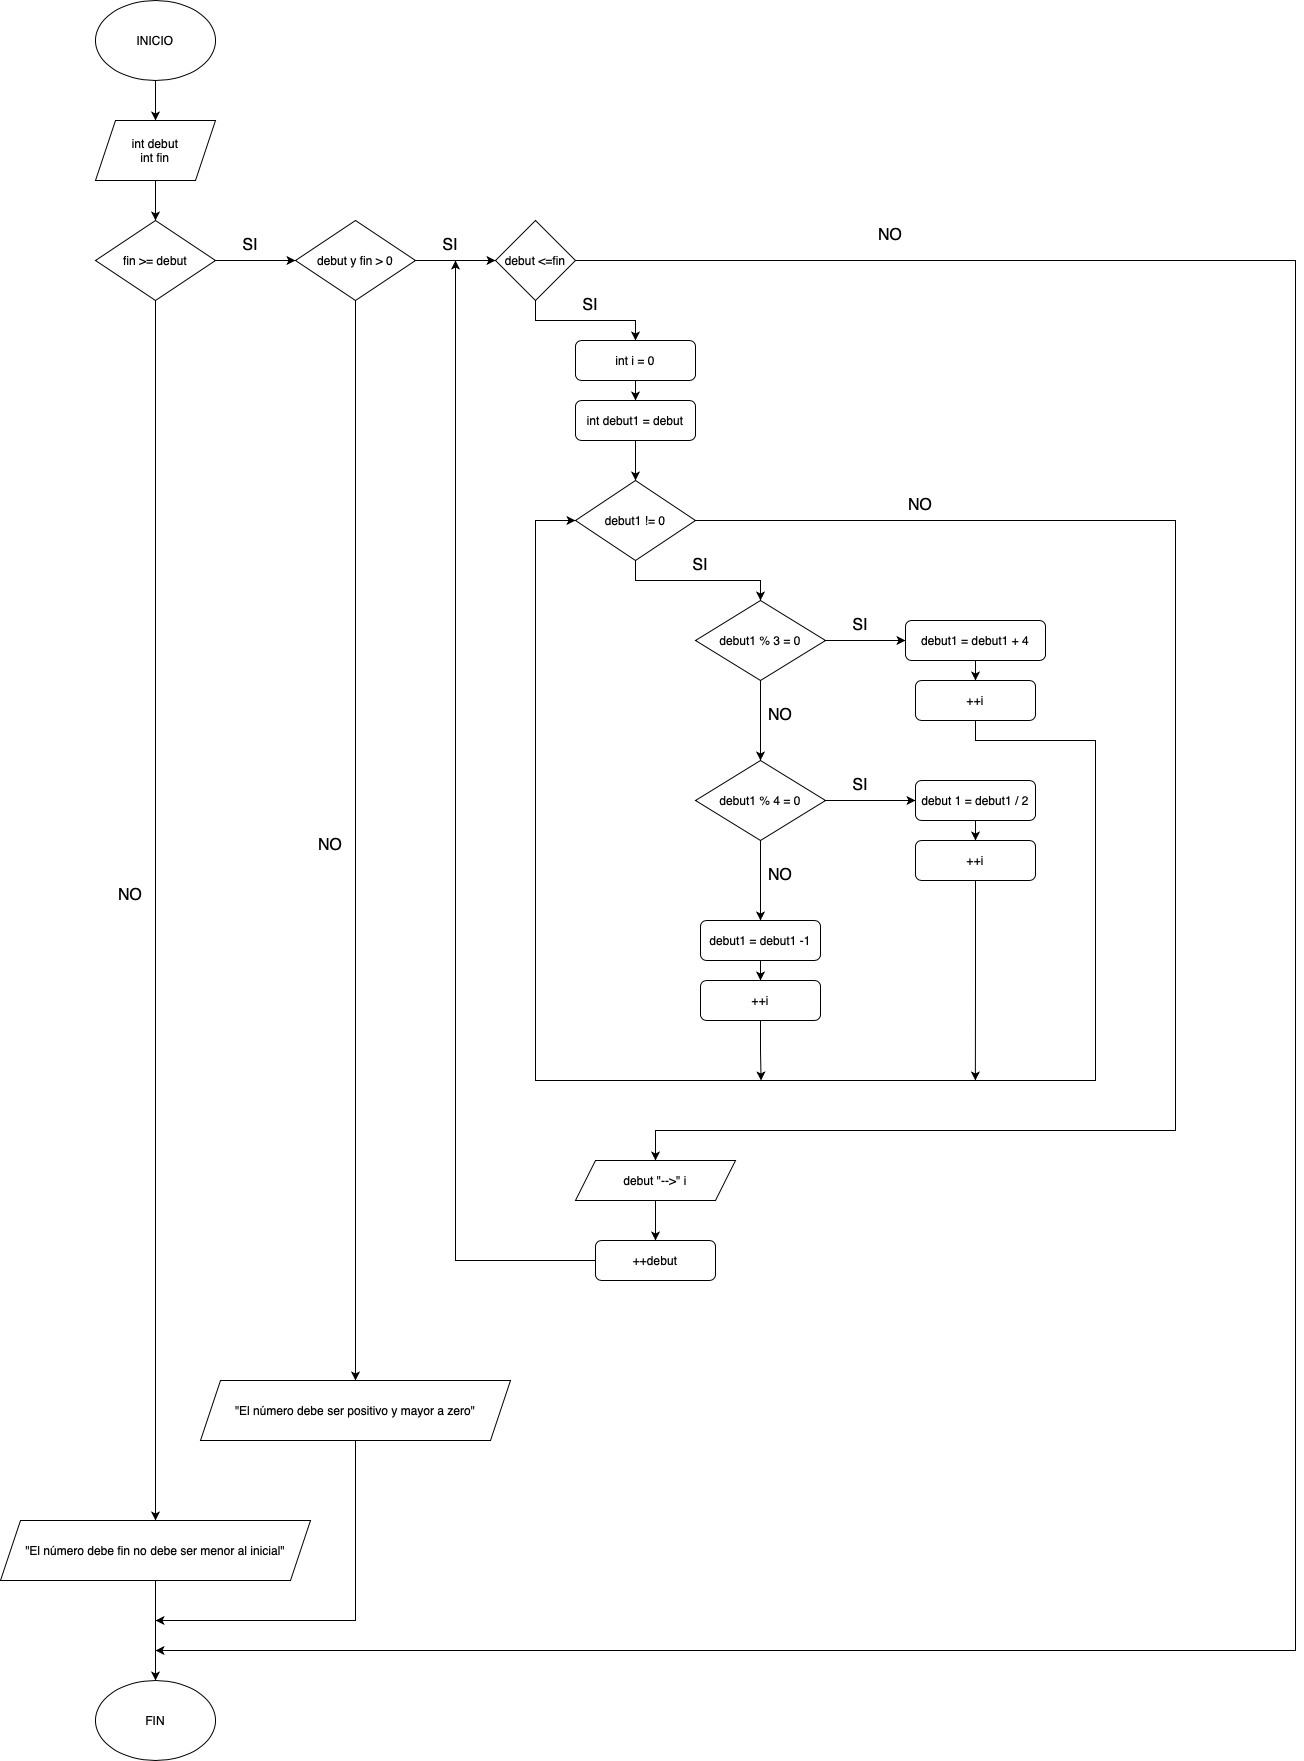 INICIO
int debut
int fin
fin >= debut
SI
debut y fin > 0
SI
debut <=fin
NO
SI
int i = 0
int debut1 = debut
debut1 != 0
NO
SI
debut1 % 3 = 0
SI
debut1 = debut1 + 4
++i
NO
debut1 % 4 = 0
SI
debut 1 = debut1 / 2
++i
NO
debut1 = debut1 -1
++i
NO
NO
debut "-->" i
++debut
"El número debe ser positivo y mayor a zero"
"El número debe fin no debe ser menor al inicial"
FIN